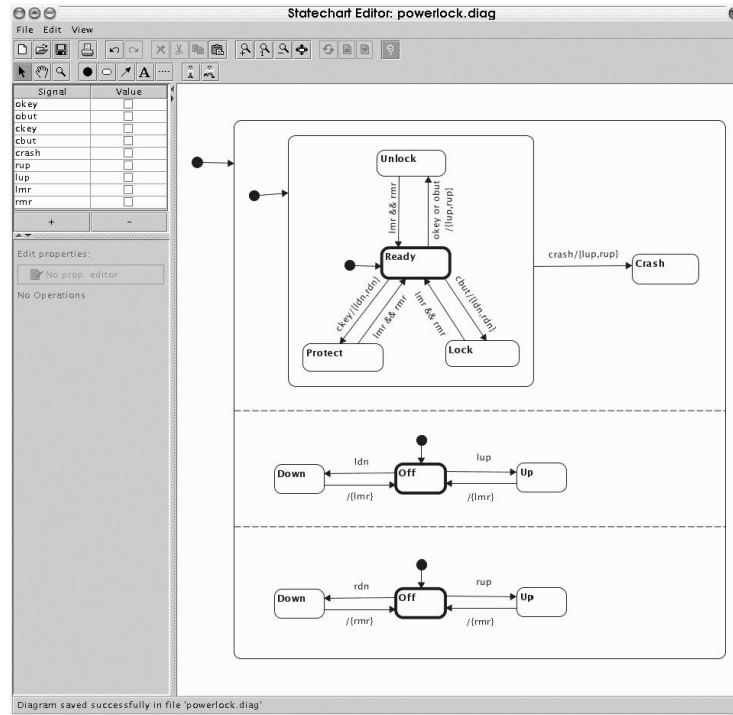 Statechart Editor: powerlock.diag
File Edit View
Signal Value
okey
obut
ckey
cbut
crash
rup
lup
lmr
rmr
+ -
Edit properties:
No prop. editor
No Operations
Unlock
lmr && rmr
okey or obut
/{lup,rup}
Ready
ckey/{ldn,rdn}
lmr && rmr
lmr && rmr
cbut/{ldn,rdn}
Protect
Lock
crash/{lup,rup}
Crash
Down
ldn
/{lmr}
Off
lup
/{lmr}
Up
Down
rdn
/{rmr}
Off
rup
/{rmr}
Up
Diagram saved successfully in file 'powerlock.diag'